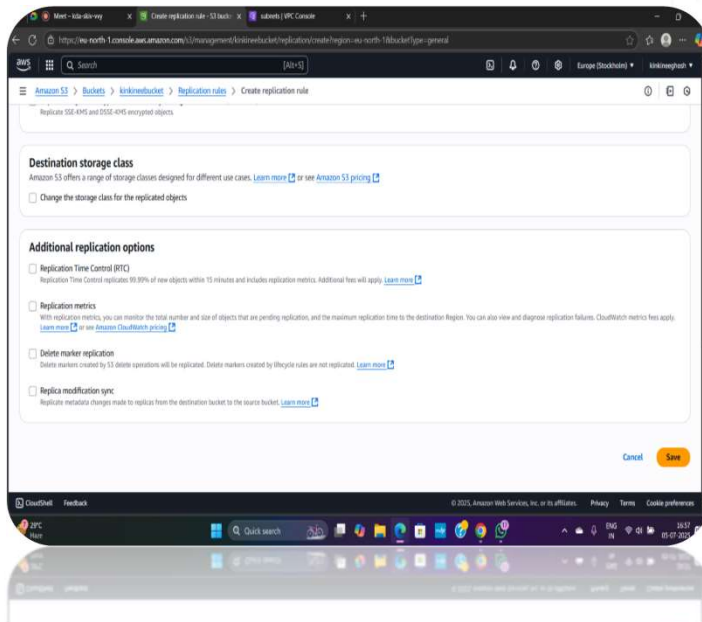 Meet - kda-skiv-vvy
Create replication rule - S3 buck
subnets | VPC Console
https://eu-north-1.console.aws.amazon.com/s3/management/kinkineebucket/replication/create?region=eu-north-1&bucketType=general
aws
Search
[Alt+S]
Europe (Stockholm)
kinkineeghosh
Amazon S3 > Buckets > kinkineebucket > Replication rules > Create replication rule
Replicate SSE-KMS and DSSE-KMS encrypted objects.
Destination storage class
Amazon S3 offers a range of storage classes designed for different use cases. Learn more or see Amazon S3 pricing
Change the storage class for the replicated objects
Additional replication options
Replication Time Control (RTC)
Replication Time Control replicates 99.99% of new objects within 15 minutes and includes replication metrics. Additional fees will apply. Learn more
Replication metrics
With replication metrics, you can monitor the total number and size of objects that are pending replication, and the maximum replication time to the destination Region. You can also view and diagnose replication failures. CloudWatch metrics fees apply.
Learn more or see Amazon CloudWatch pricing
Delete marker replication
Delete markers created by S3 delete operations will be replicated. Delete markers created by lifecycle rules are not replicated. Learn more
Replica modification sync
Replicate metadata changes made to replicas from the destination bucket to the source bucket. Learn more
Cancel
Save
CloudShell
Feedback
© 2025, Amazon Web Services, Inc. or its affiliates.
Privacy
Terms
Cookie preferences
Haze
Quick search
ENG
IN
16:37
05-07-2025